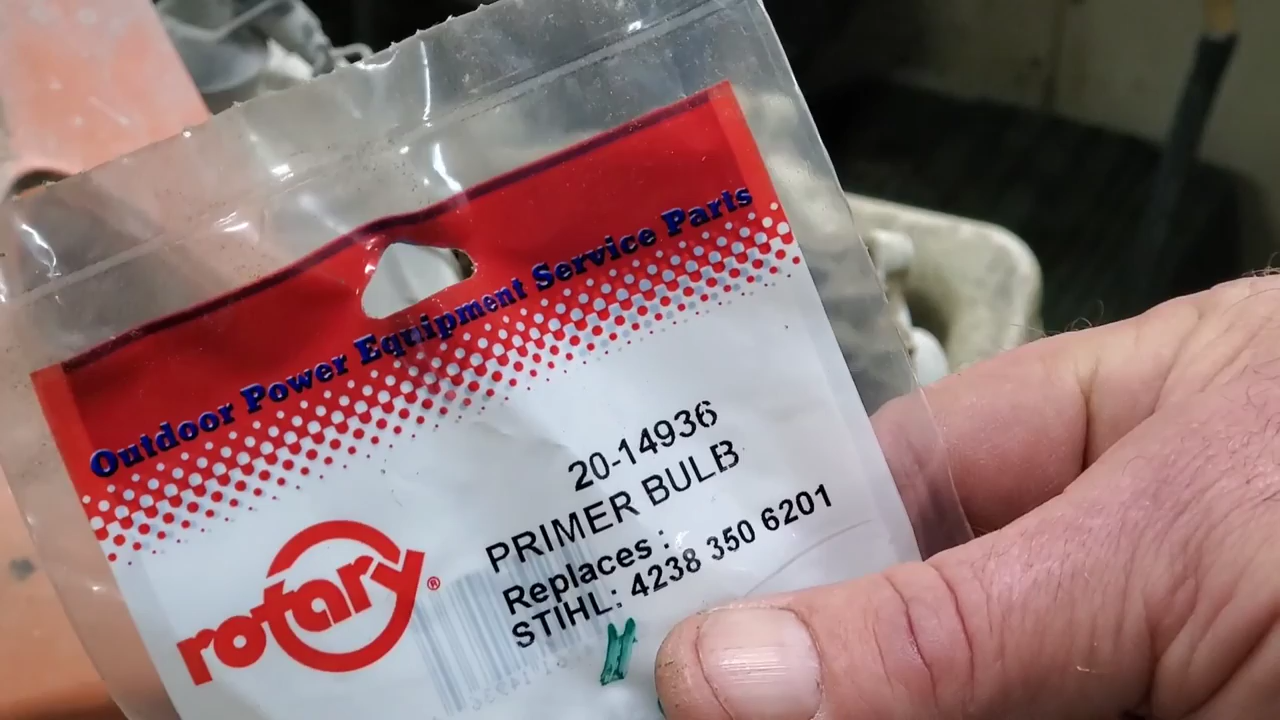 Outdoor Power Equipment Service Parts
20-14936
PRIMER BULB
Replaces :
STIHL: 4238 350 6201
rotary®